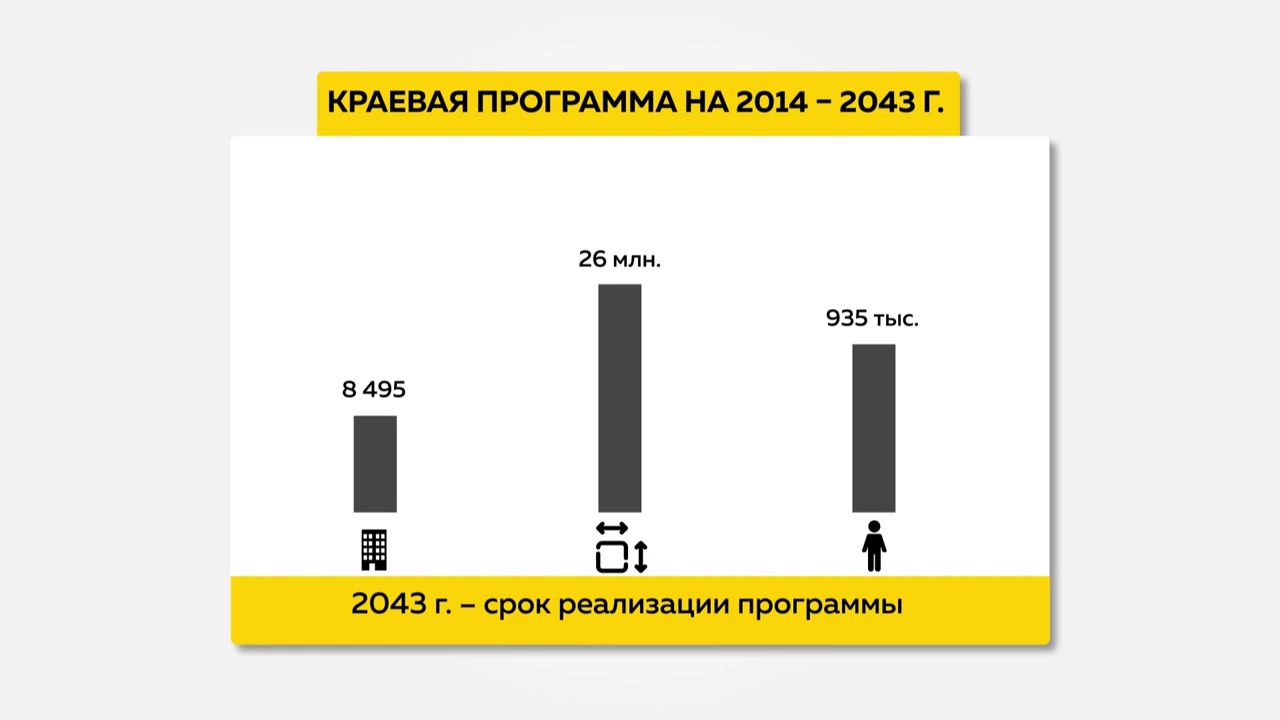 КРАЕВАЯ ПРОГРАММА НА 2014 – 2043 Г.
26 млн.
935 тыс.
8 495
2043 г. – срок реализации программы